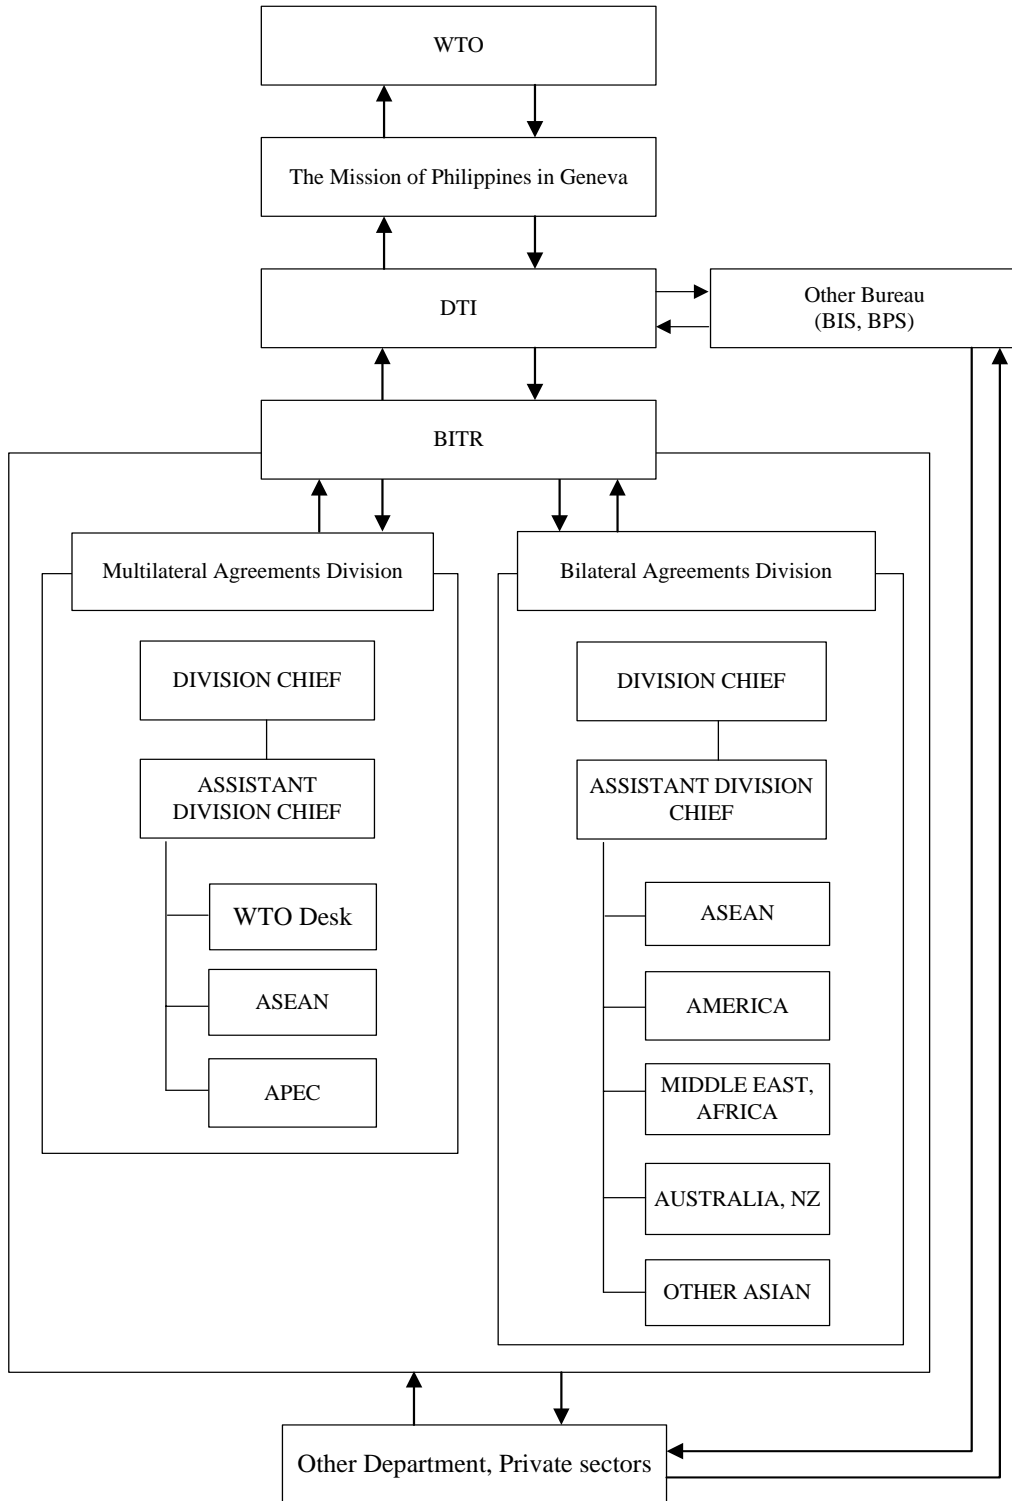 WTO
The Mission of Philippines in Geneva
DTI
Other Bureau
(BIS, BPS)
BITR
Multilateral Agreements Division
Bilateral Agreements Division
DIVISION CHIEF
ASSISTANT
DIVISION CHIEF
WTO Desk
ASEAN
APEC
DIVISION CHIEF
ASSISTANT DIVISION
CHIEF
ASEAN
AMERICA
MIDDLE EAST,
AFRICA
AUSTRALIA, NZ
OTHER ASIAN
Other Department, Private sectors